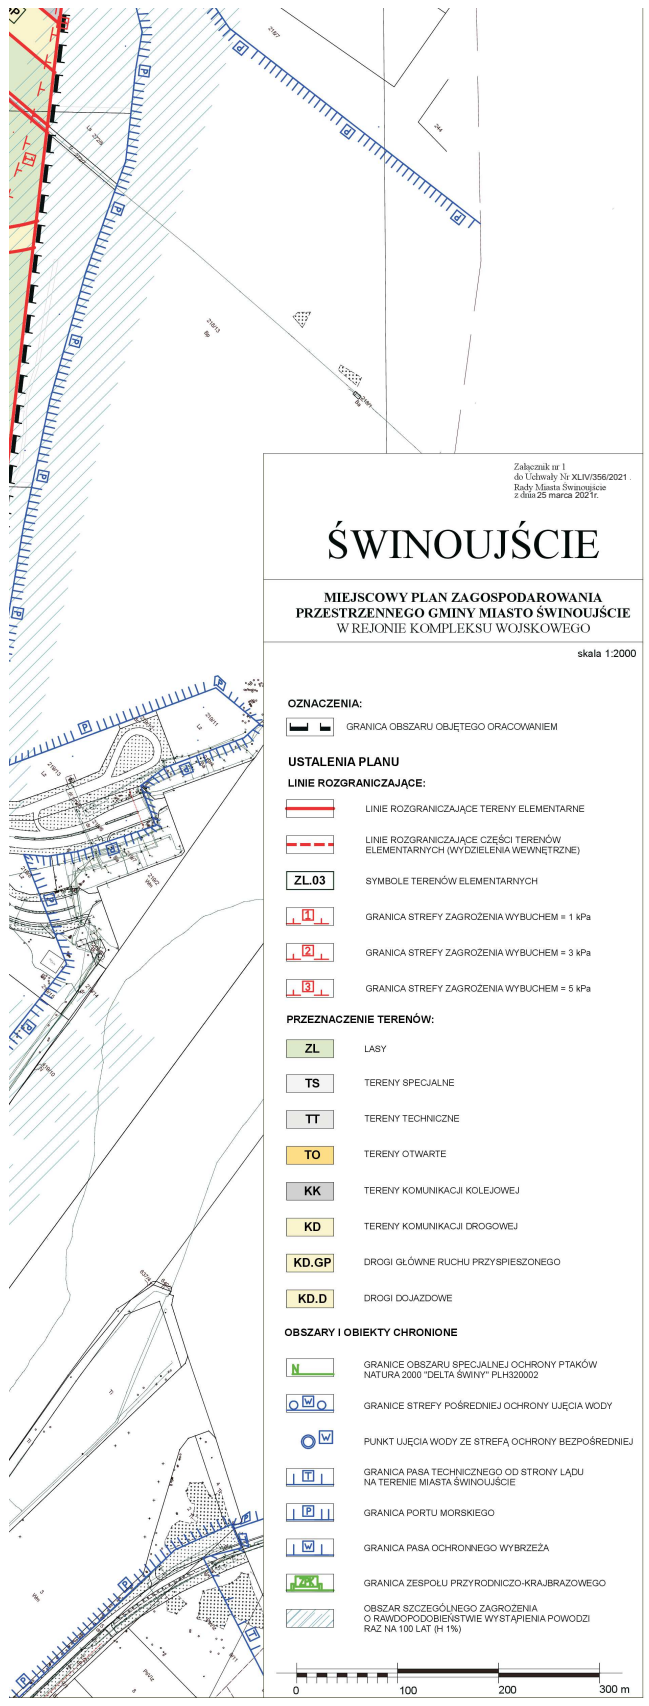 Załącznik nr 1
do Uchwały Nr XLIV/356/2021 .
Rady Miasta Świnoujście
z dnia 25 marca 2021r.
ŚWINOUJŚCIE
MIEJSCOWY PLAN ZAGOSPODAROWANIA
PRZESTRZENNEGO GMINY MIASTO ŚWINOUJŚCIE
W REJONIE KOMPLEKSU WOJSKOWEGO
skala 1:2000
OZNACZENIA:
GRANICA OBSZARU OBJĘTEGO ORACOWANIEM
USTALENIA PLANU
LINIE ROZGRANICZAJĄCE:
LINIE ROZGRANICZAJĄCE TERENY ELEMENTARNE
LINIE ROZGRANICZAJĄCE CZĘŚCI TERENÓW
ELEMENTARNYCH (WYDZIELENIA WEWNĘTRZNE)
ZL.03 SYMBOLE TERENÓW ELEMENTARNYCH
1 GRANICA STREFY ZAGROŻENIA WYBUCHEM = 1 kPa
2 GRANICA STREFY ZAGROŻENIA WYBUCHEM = 3 kPa
3 GRANICA STREFY ZAGROŻENIA WYBUCHEM = 5 kPa
PRZEZNACZENIE TERENÓW:
ZL LASY
TS TERENY SPECJALNE
TT TERENY TECHNICZNE
TO TERENY OTWARTE
KK TERENY KOMUNIKACJI KOLEJOWEJ
KD TERENY KOMUNIKACJI DROGOWEJ
KD.GP DROGI GŁÓWNE RUCHU PRZYSPIESZONEGO
KD.D DROGI DOJAZDOWE
OBSZARY I OBIEKTY CHRONIONE
N GRANICE OBSZARU SPECJALNEJ OCHRONY PTAKÓW
NATURA 2000 "DELTA ŚWINY" PLH320002
W GRANICE STREFY POŚREDNIEJ OCHRONY UJĘCIA WODY
W PUNKT UJĘCIA WODY ZE STREFĄ OCHRONY BEZPOŚREDNIEJ
T GRANICA PASA TECHNICZNEGO OD STRONY LĄDU
NA TERENIE MIASTA ŚWINOUJŚCIE
P GRANICA PORTU MORSKIEGO
W GRANICA PASA OCHRONNEGO WYBRZEŻA
ZPK GRANICA ZESPOŁU PRZYRODNICZO-KRAJBRAZOWEGO
OBSZAR SZCZEGÓLNEGO ZAGROŻENIA
O RAWDOPODOBIEŃSTWIE WYSTĄPIENIA POWODZI
RAZ NA 100 LAT (H 1%)
0 100 200 300 m